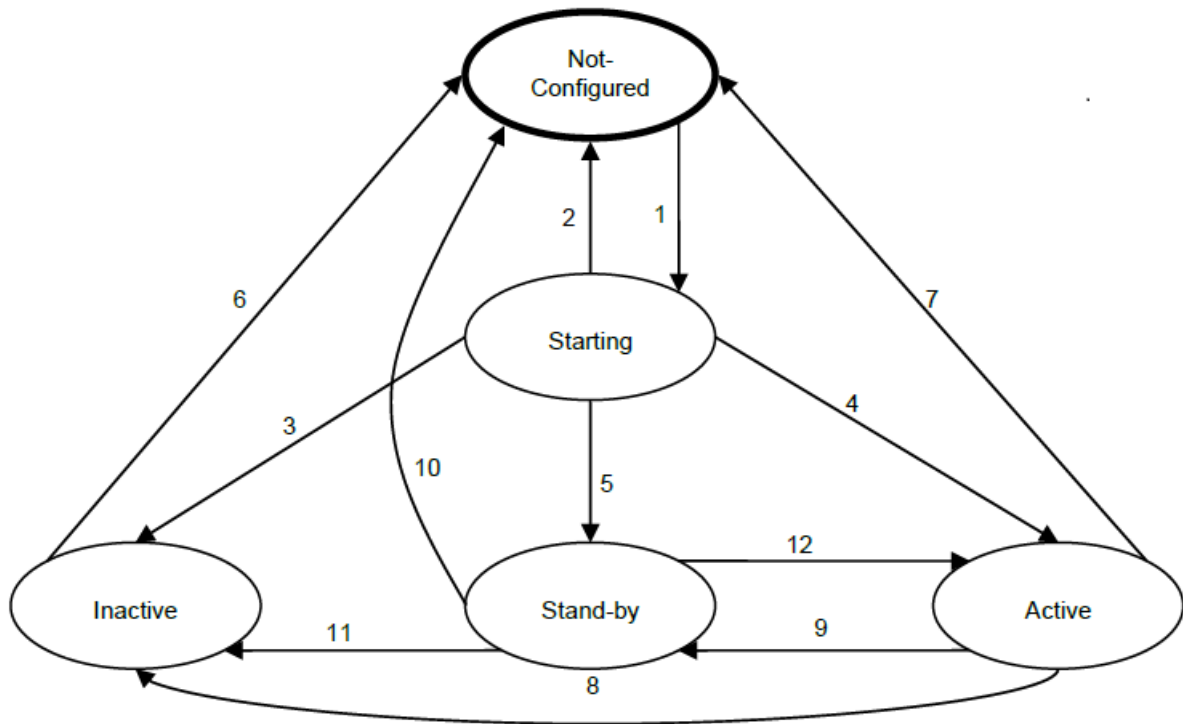 Not-
Configured
2
1
6
7
Starting
3
4
10
5
12
Inactive
Stand-by
Active
11
9
8